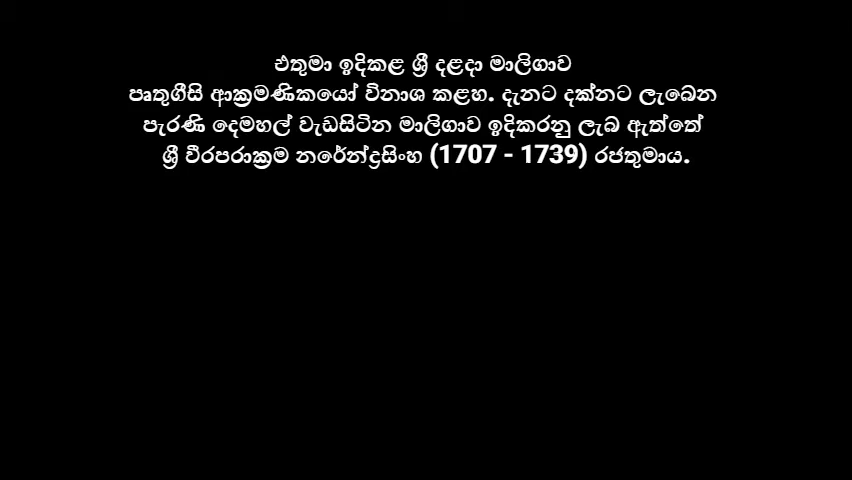 එතුමා ඉදිකළ ශ්‍රී දළදා මාලිගාව
පෘතුගීසි ආක්‍රමණිකයෝ විනාශ කළහ. දැනට දක්නට ලැබෙන
පැරණි දෙමහල් වැඩසිටින මාලිගාව ඉදිකරනු ලැබ ඇත්තේ
ශ්‍රී වීරපරාක්‍රම නරේන්ද්‍රසිංහ (1707 - 1739) රජතුමාය.